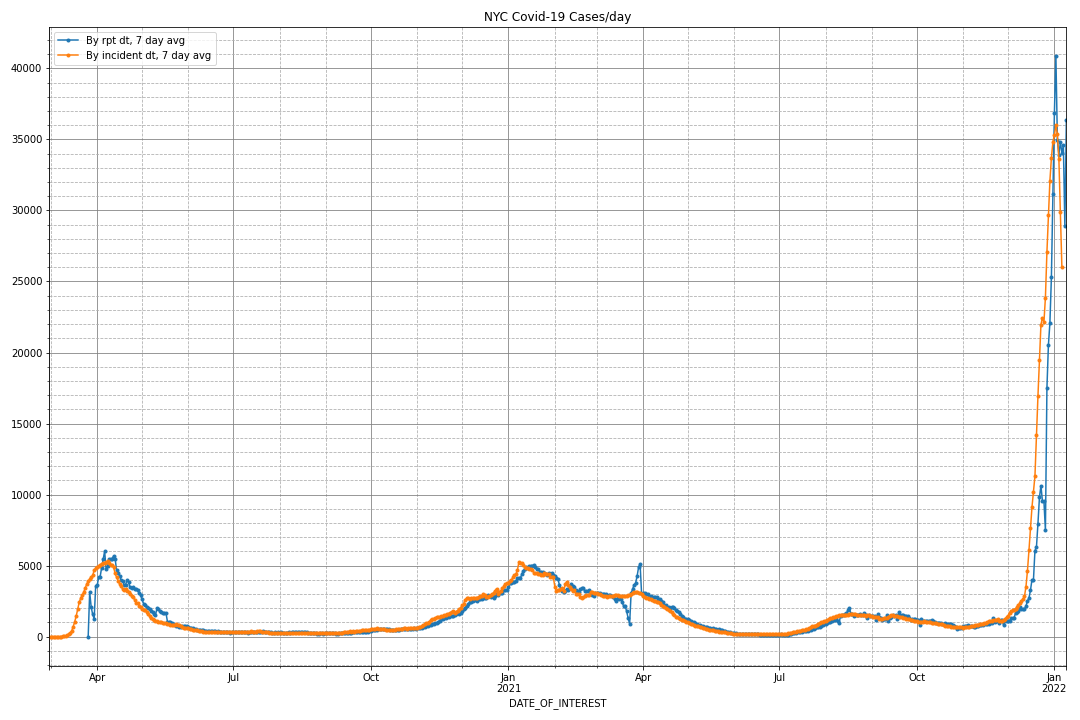 NYC Covid-19 Cases/day
By rpt dt, 7 day avg
By incident dt, 7 day avg
40000
35000
30000
25000
20000
15000
10000
5000
0
Apr
Jul
Oct
Jan
2021
Apr
Jul
Oct
Jan
2022
DATE_OF_INTEREST